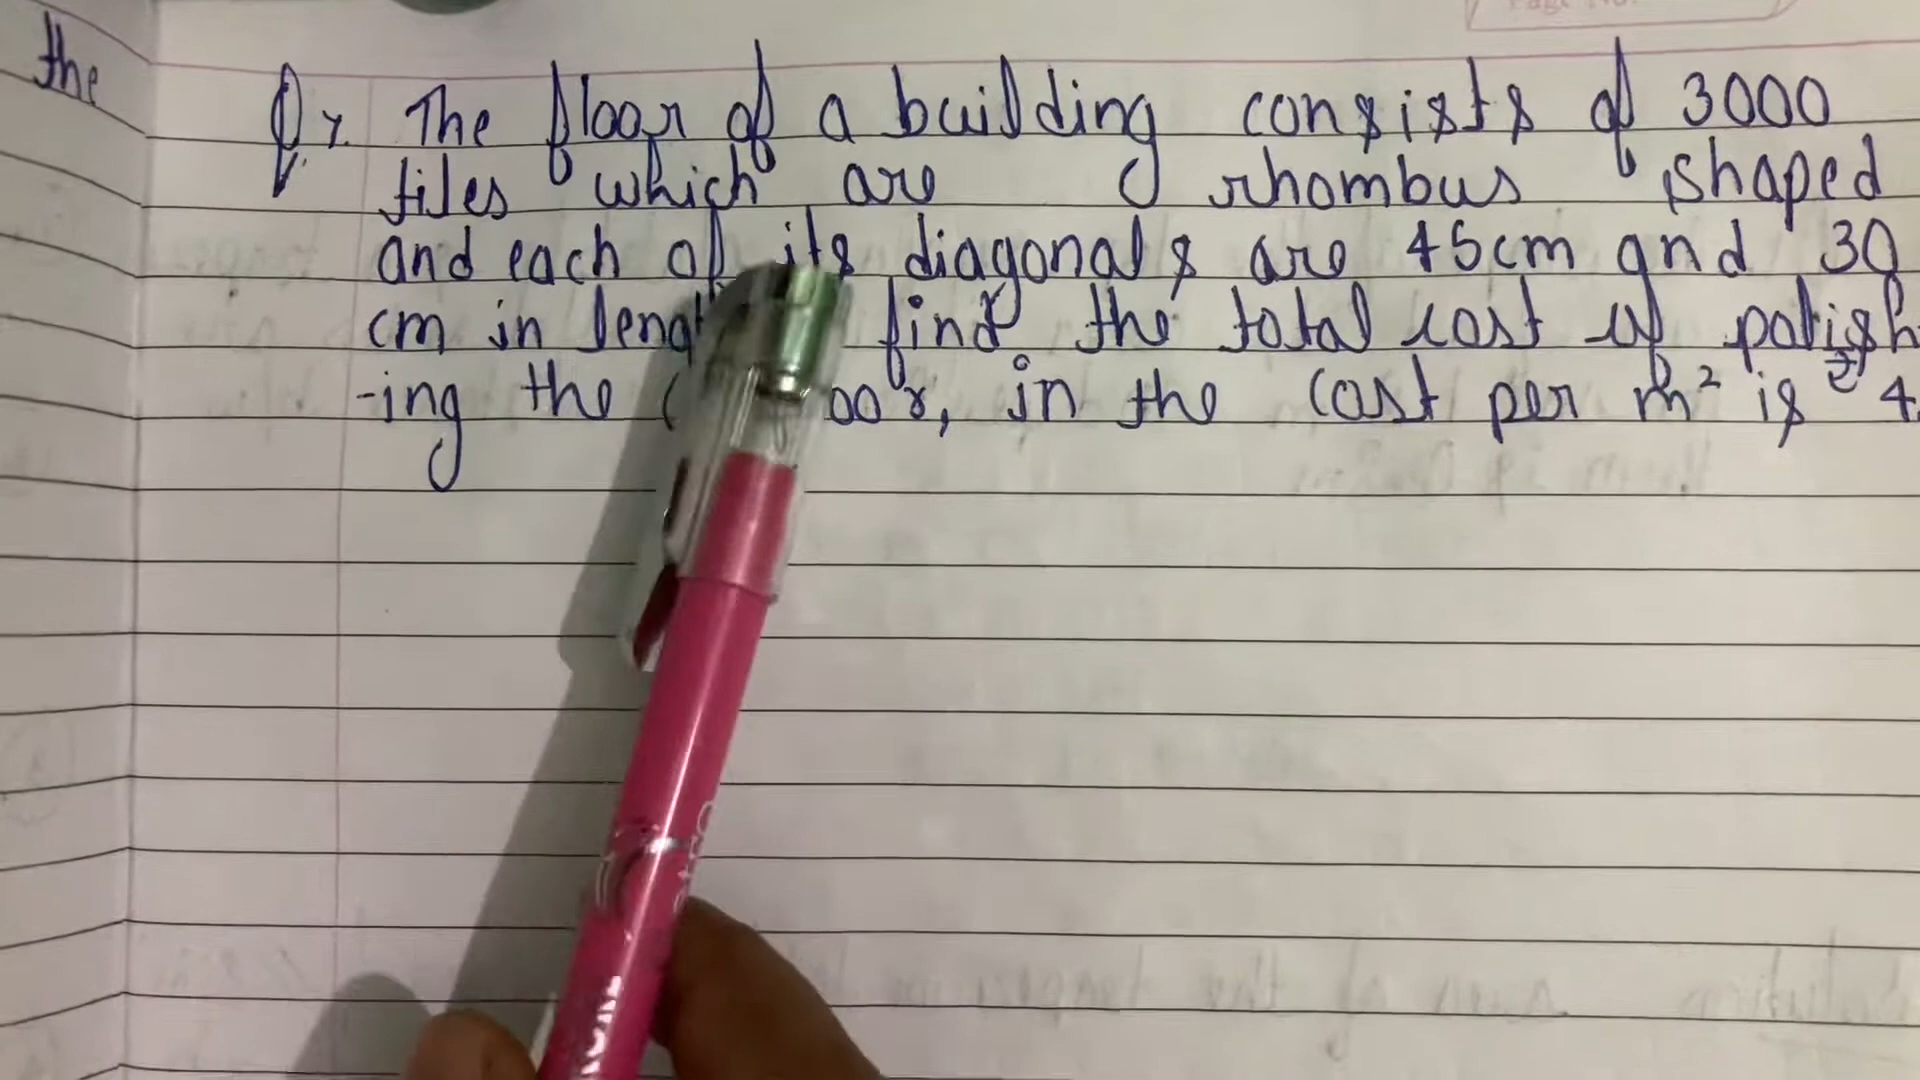 the
Q7. The floor of a building consists of 3000
tiles which are rhombus shaped
and each of its diagonals are 45cm and 30
cm in find the total cost of polish
-ing the in the cost per m² is ₹ 4